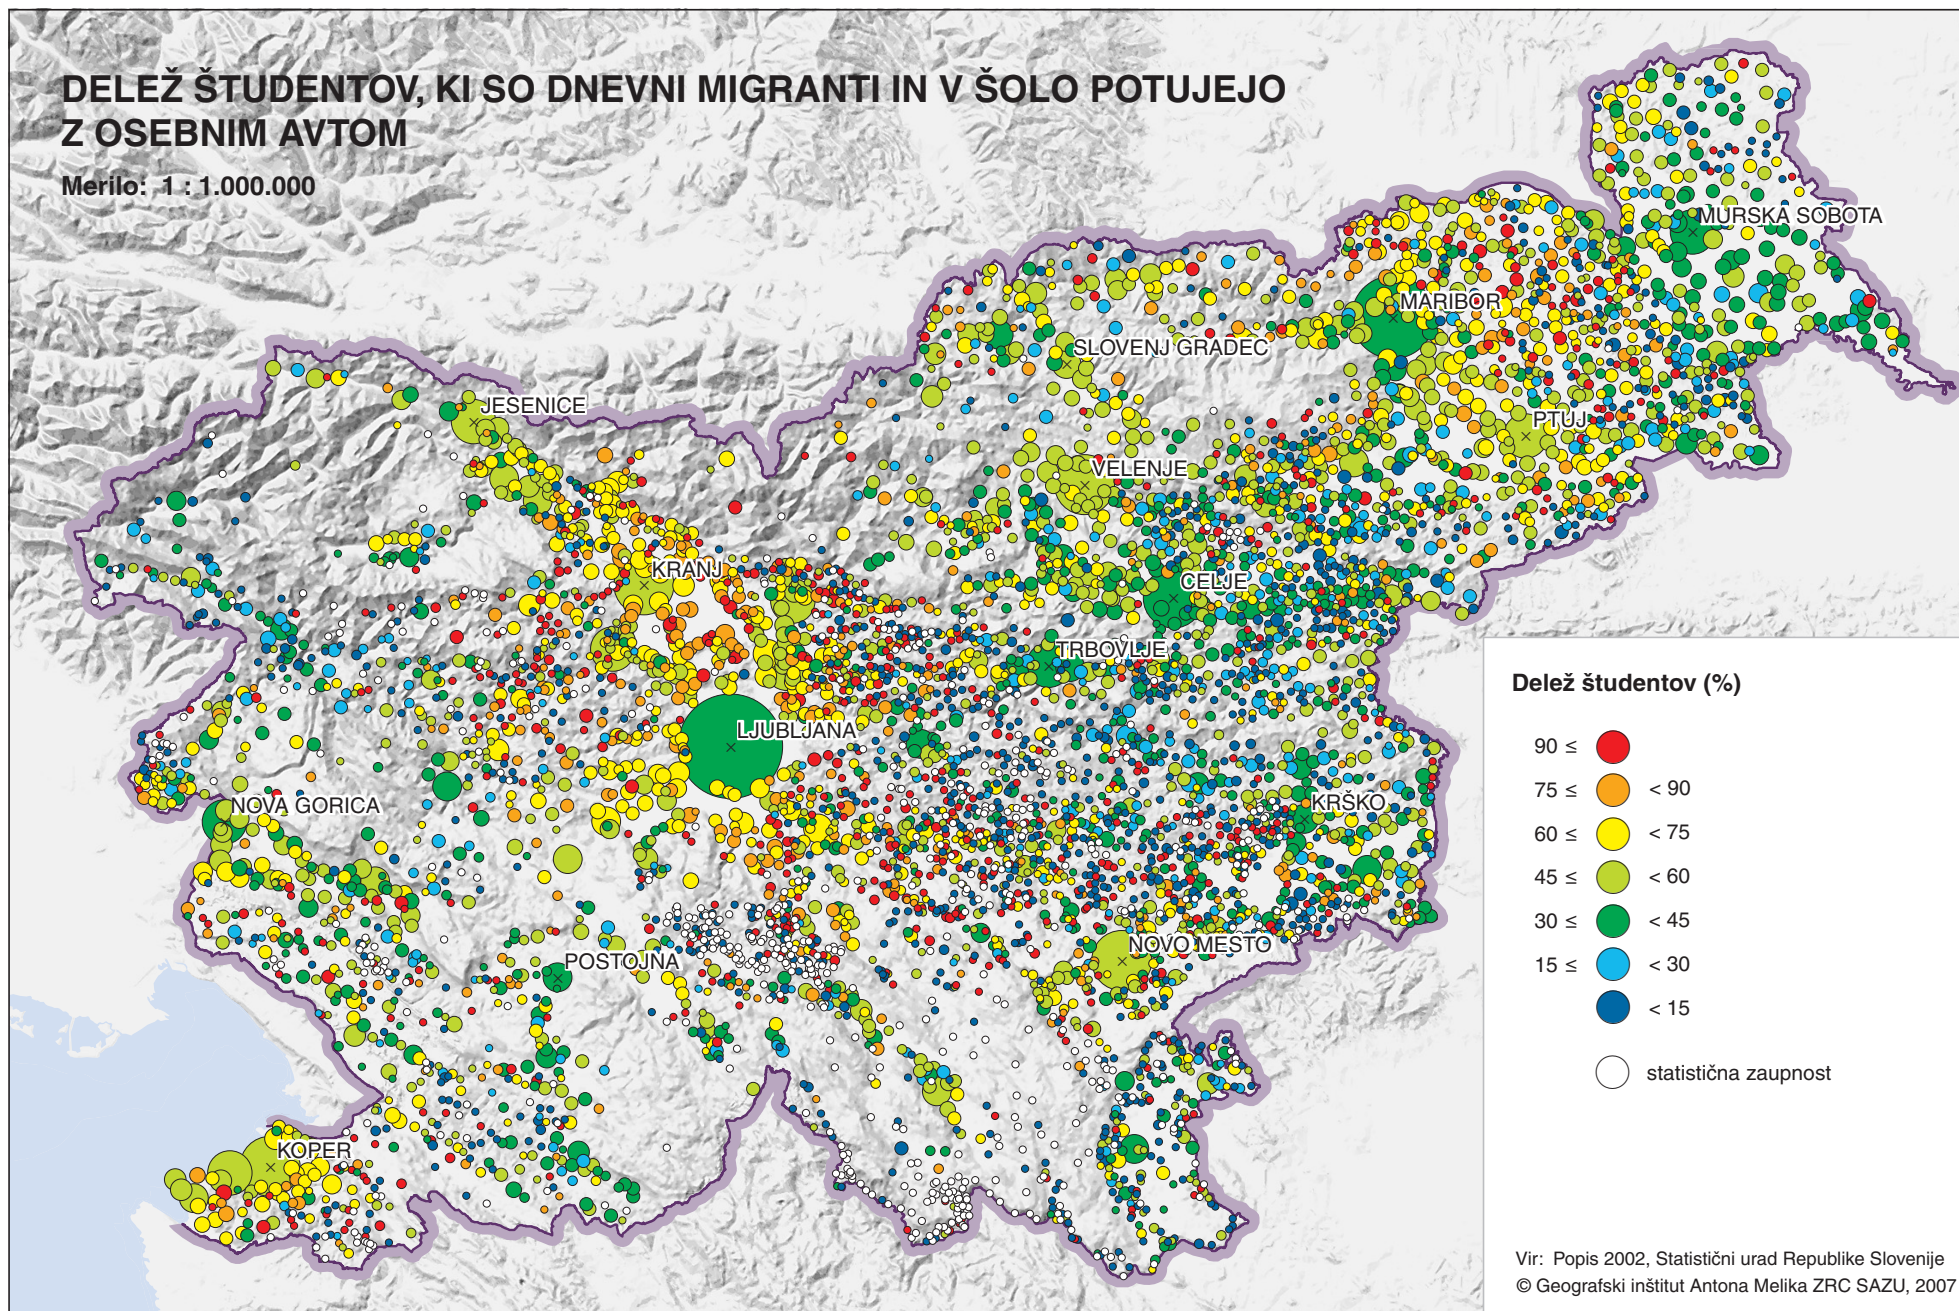 DELEŽ ŠTUDENTOV, KI SO DNEVNI MIGRANTI IN V ŠOLO POTUJEJO
Z OSEBNIM AVTOM
Merilo: 1 : 1.000.000
MURSKA SOBOTA
MARIBOR
SLOVENJ GRADEC
JESENICE
PTUJ
VELENJE
KRANJ
CELJE
TRBOVLJE
LJUBLJANA
NOVA GORICA
KRŠKO
NOVO MESTO
POSTOJNA
KOPER
Delež študentov (%)
90 ≤
75 ≤ < 90
60 ≤ < 75
45 ≤ < 60
30 ≤ < 45
15 ≤ < 30
< 15
statistična zaupnost
Vir: Popis 2002, Statistični urad Republike Slovenije
© Geografski inštitut Antona Melika ZRC SAZU, 2007